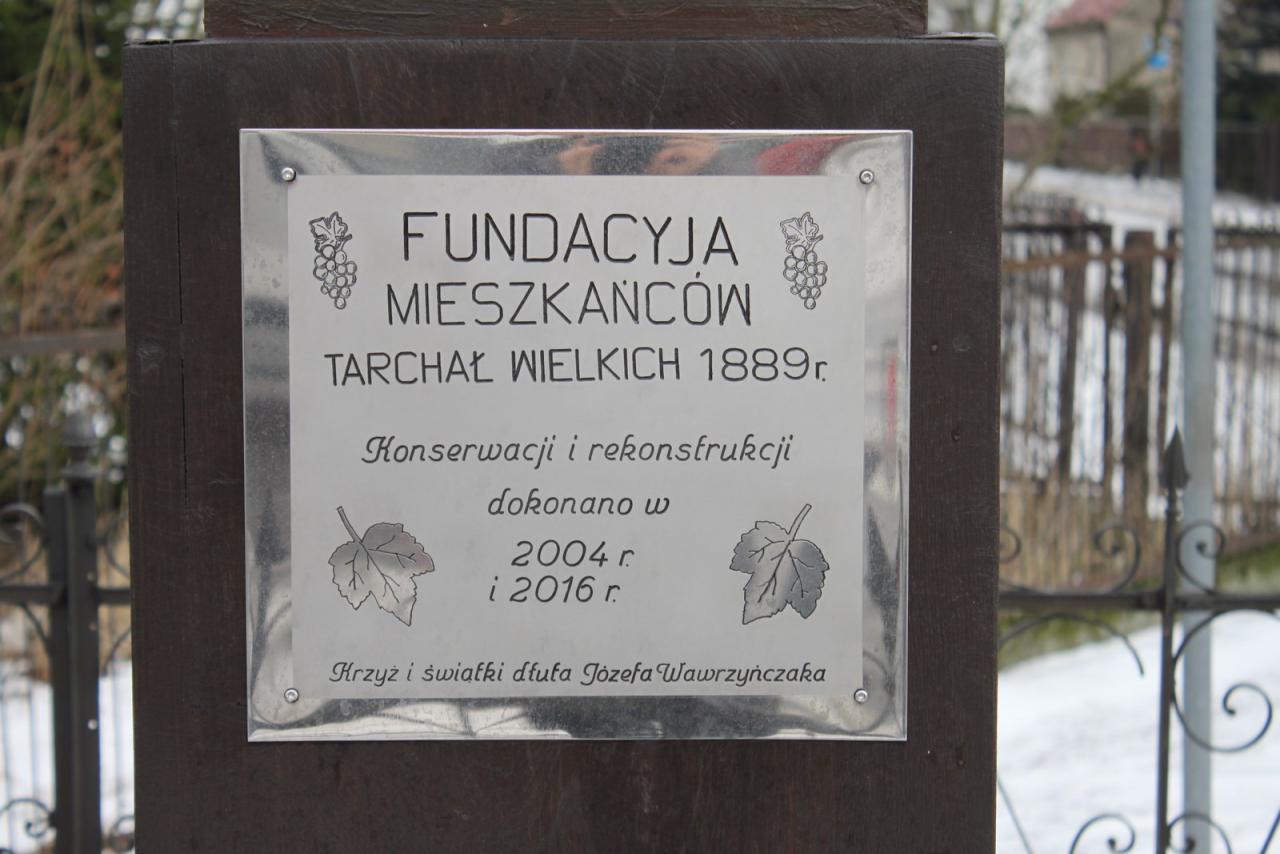 FUNDACYJA
MIESZKAŃCÓW
TARCHAŁ WIELKICH 1889r.
Konserwacji i rekonstrukcji
dokonano w
2004 r.
i 2016 r.
Krzyż i świątki dłuta Józefa Wawrzyńczaka